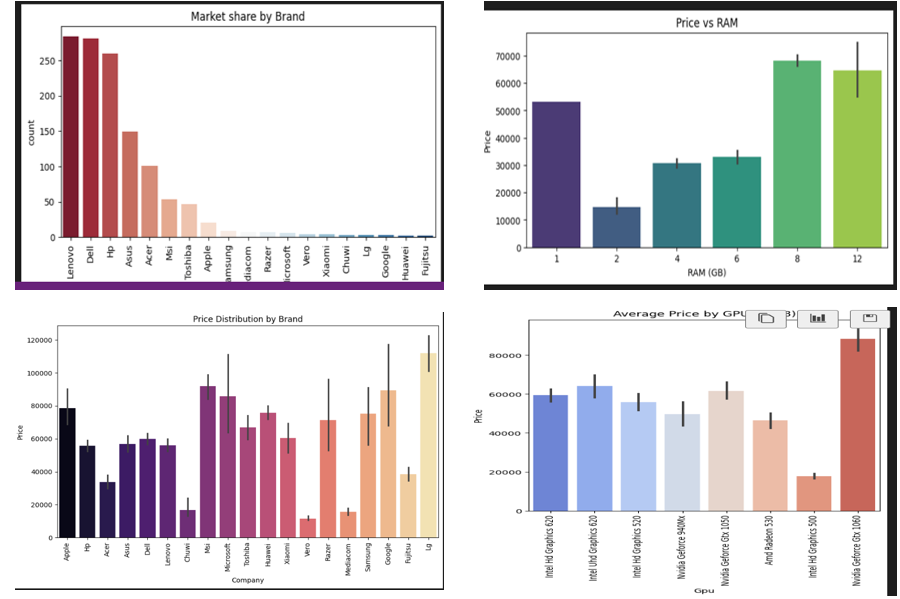 Market share by Brand
count
250
200
150
100
50
0
Lenovo
Dell
Hp
Asus
Acer
Msi
Toshiba
Apple
amsung
diacom
Razer
icrosoft
Vero
Xiaomi
Chuwi
Lg
Google
Huawei
Fujitsu
Price vs RAM
Price
70000
60000
50000
40000
30000
20000
10000
0
1 2 4 6 8 12
RAM (GB)
Price Distribution by Brand
Price
120000
100000
80000
60000
40000
20000
0
Apple
Hp
Acer
Asus
Dell
Lenovo
Chuwi
Msi
Microsoft
Toshiba
Huawei
Xiaomi
Vero
Razer
Mediacom
Samsung
Google
Fujitsu
Lg
Company
Average Price by GPU B)
Price
80000
60000
40000
20000
0
Intel Hd Graphics 620
Intel Uhd Graphics 620
Intel Hd Graphics 520
Nvidia Geforce 940Mx
Nvidia Geforce Gtx 1050
Amd Radeon 530
Intel Hd Graphics 500
Nvidia Geforce Gtx 1060
Gpu